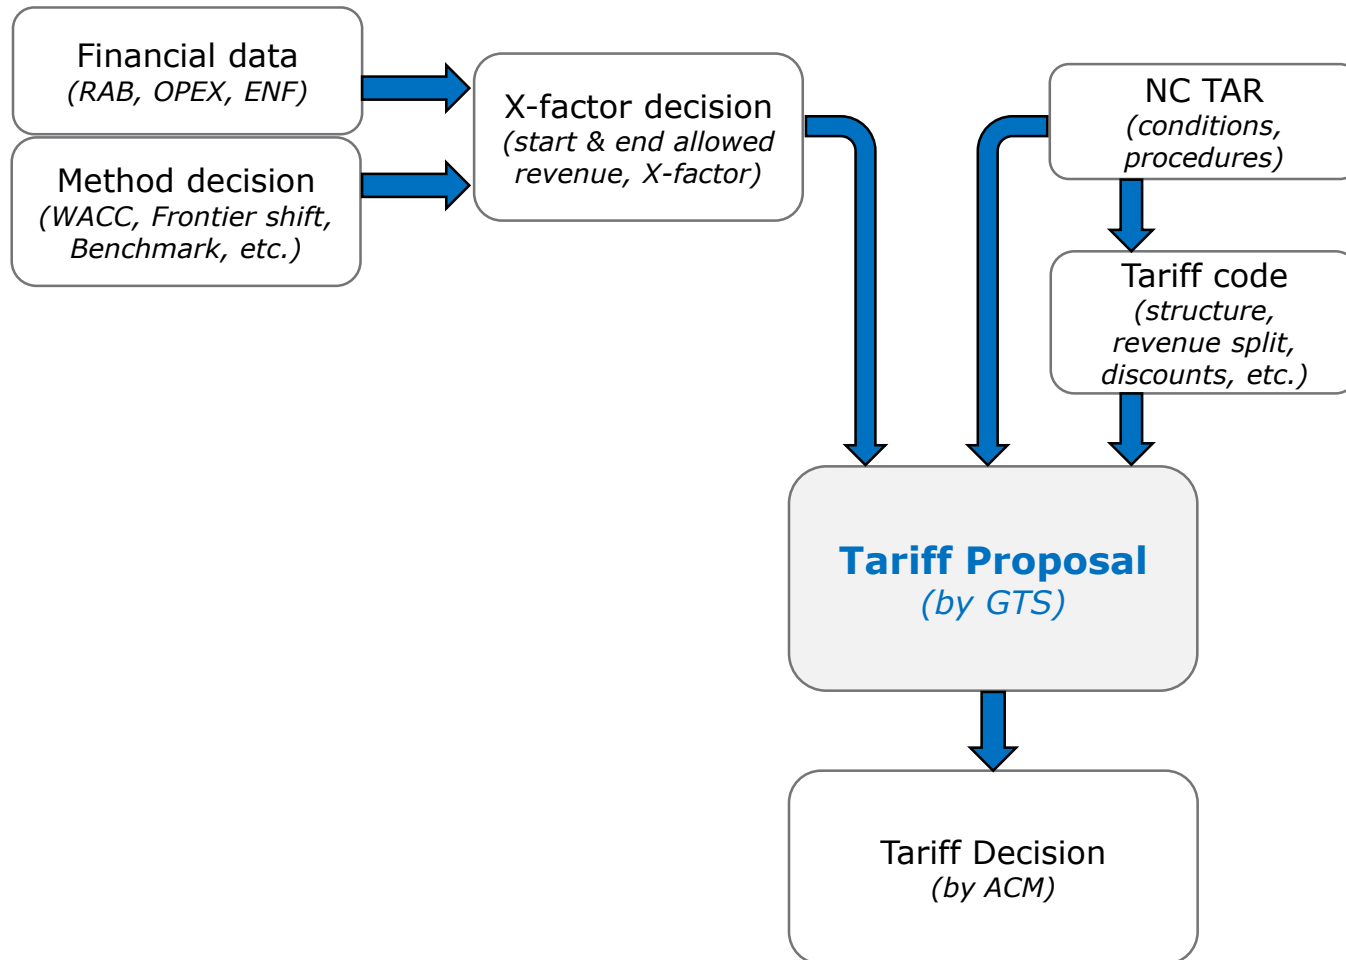 Financial data
(RAB, OPEX, ENF)
Method decision
(WACC, Frontier shift,
Benchmark, etc.)
X-factor decision
(start & end allowed
revenue, X-factor)
NC TAR
(conditions,
procedures)
Tariff code
(structure,
revenue split,
discounts, etc.)
Tariff Proposal
(by GTS)
Tariff Decision
(by ACM)